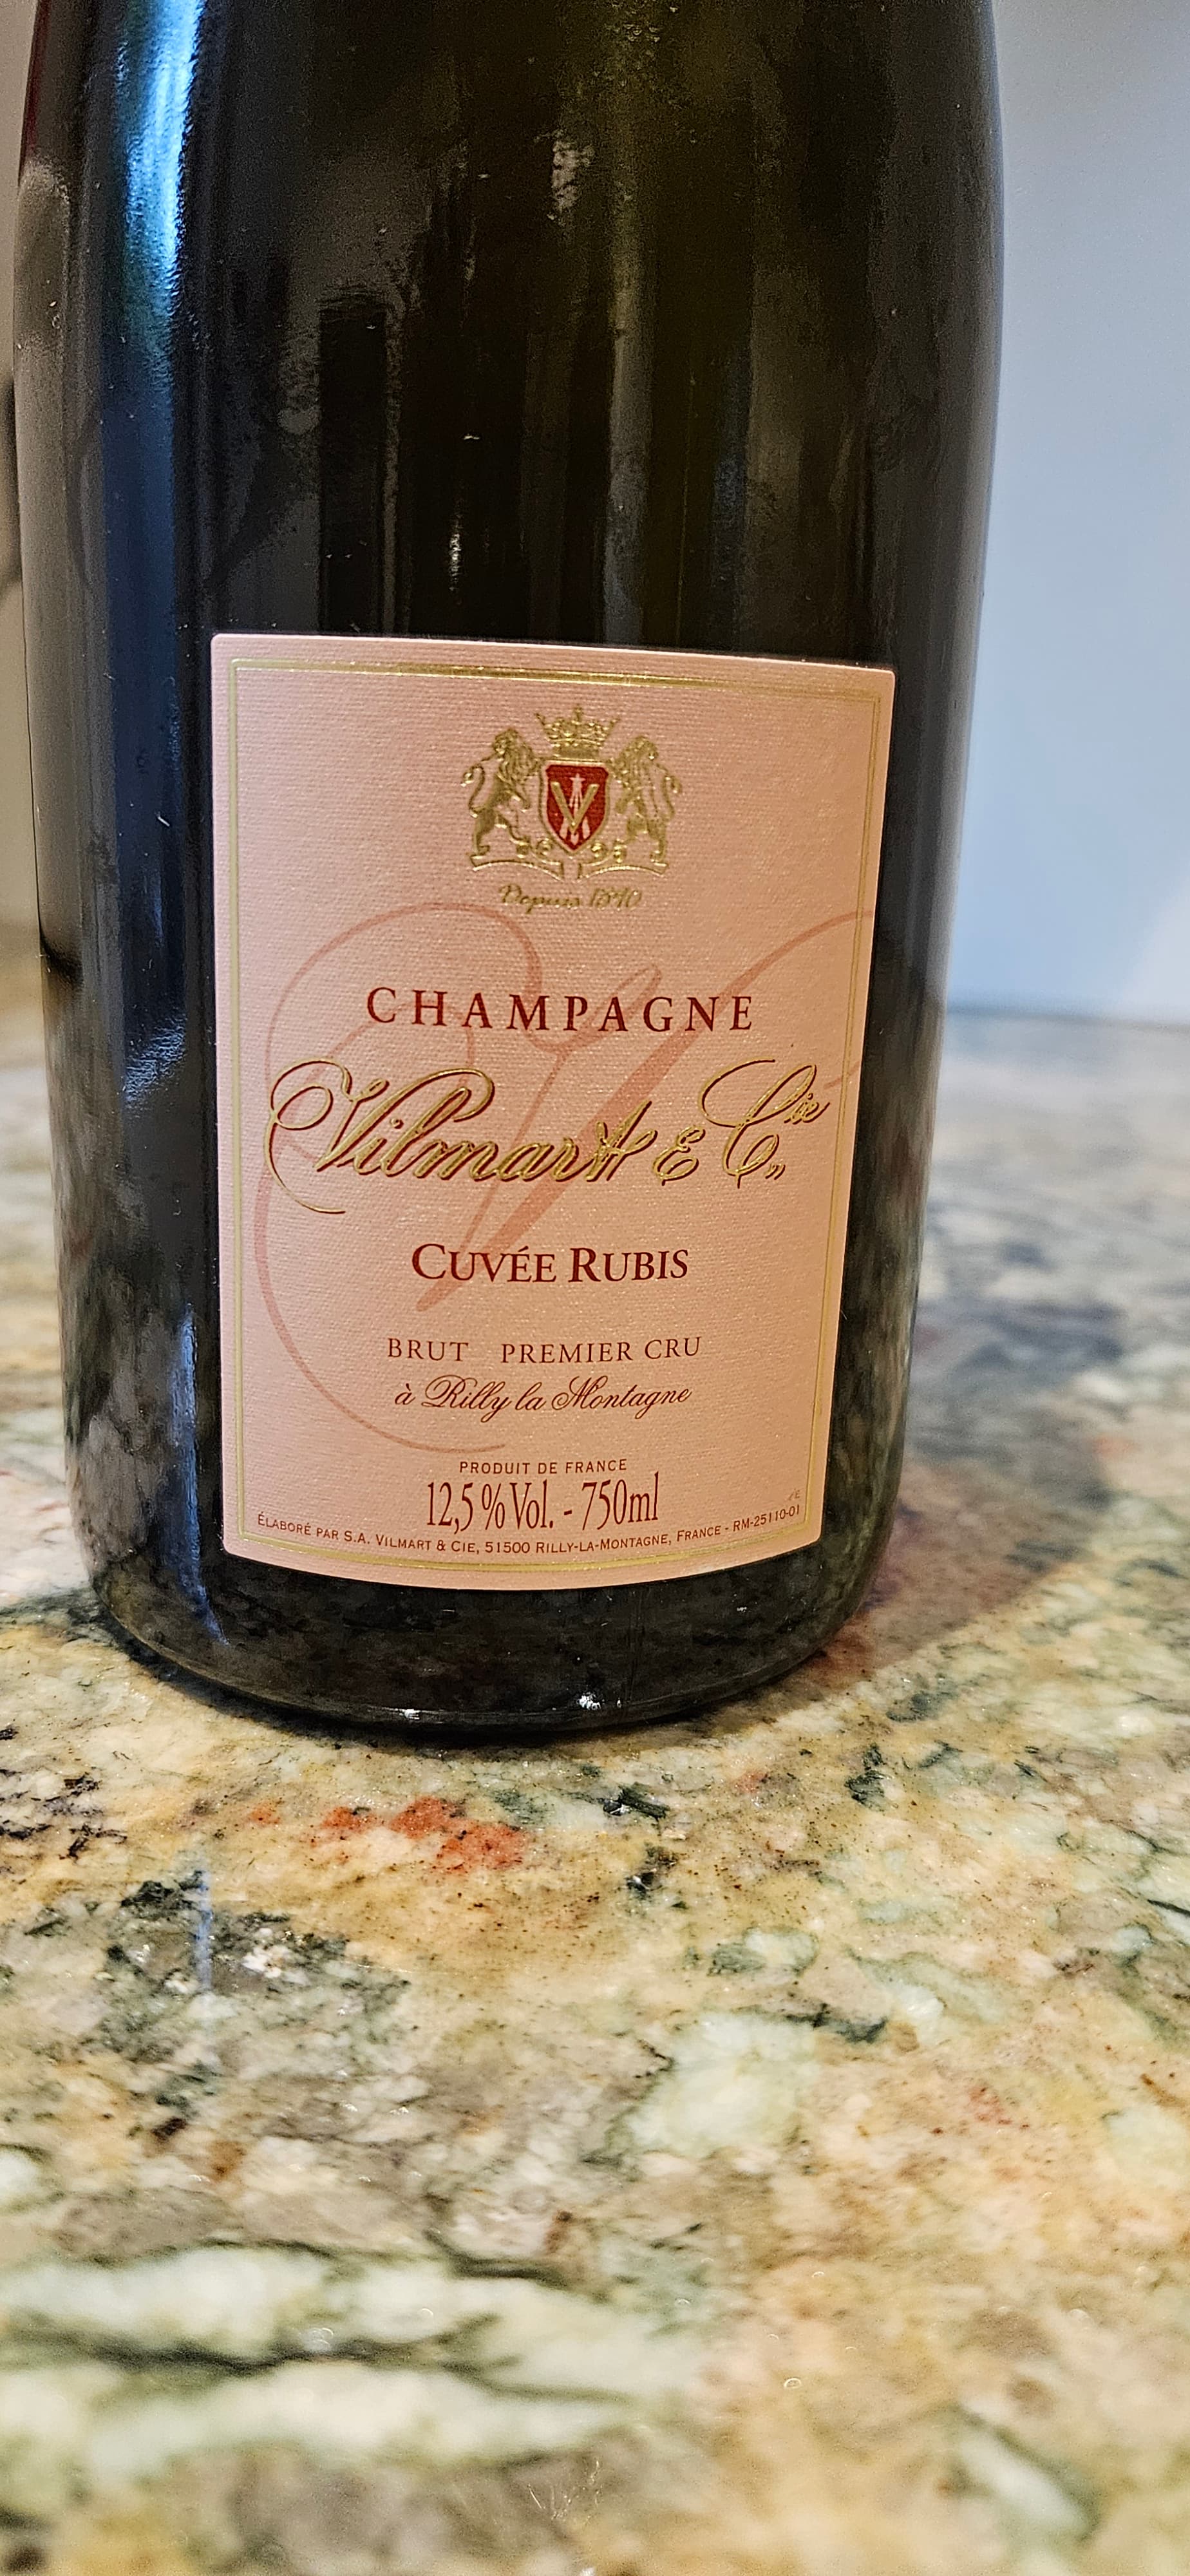 Depuis 1890
CHAMPAGNE
Vilmart & Cie
CUVÉE RUBIS
BRUT PREMIER CRU
à Rilly la Montagne
PRODUIT DE FRANCE
12,5 % Vol. - 750ml
ÉLABORÉ PAR S.A. VILMART & CIE, 51500 RILLY-LA-MONTAGNE, FRANCE - RM-25110-01